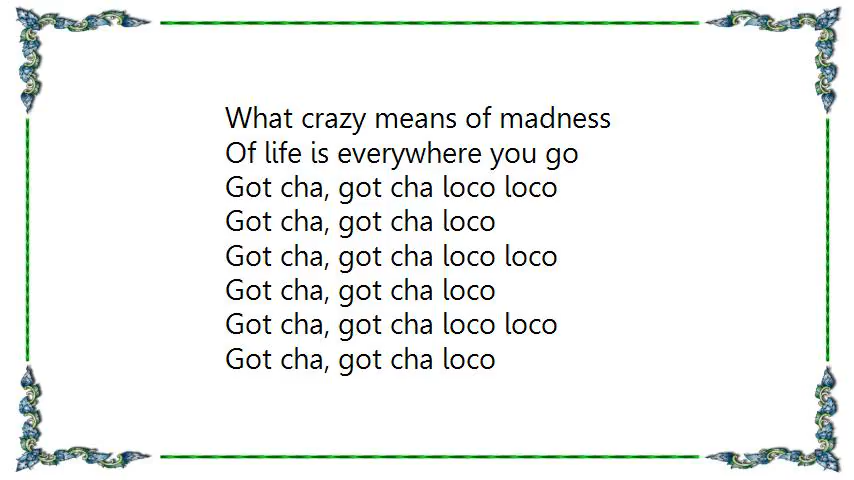 What crazy means of madness
Of life is everywhere you go
Got cha, got cha loco loco
Got cha, got cha loco
Got cha, got cha loco loco
Got cha, got cha loco
Got cha, got cha loco loco
Got cha, got cha loco